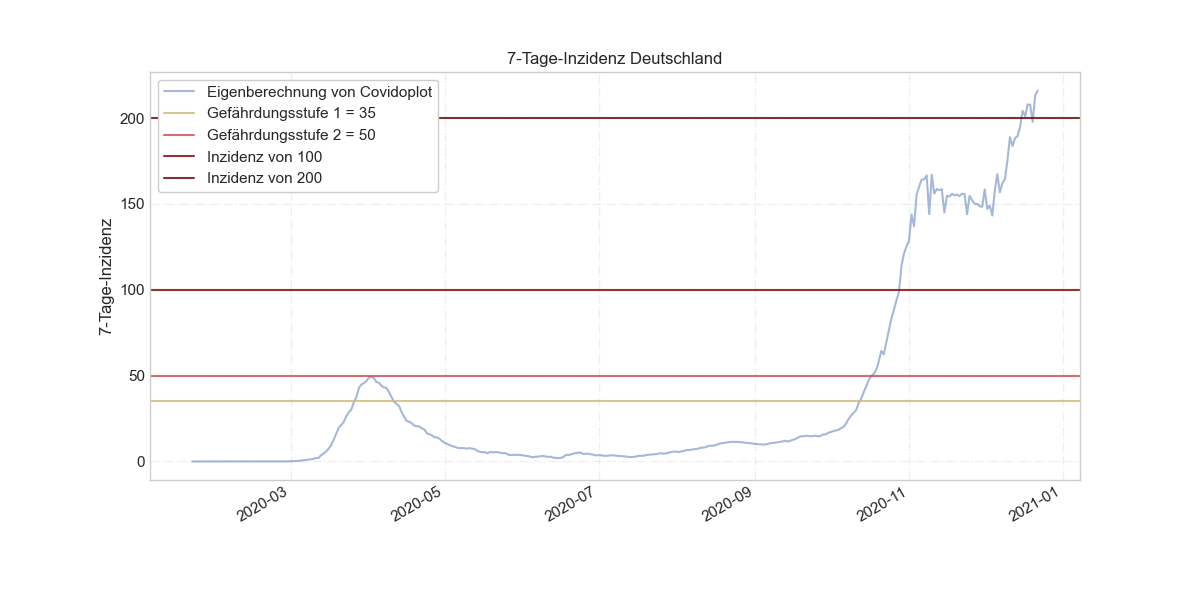 7-Tage-Inzidenz Deutschland
Eigenberechnung von Covidoplot
Gefährdungsstufe 1 = 35
Gefährdungsstufe 2 = 50
Inzidenz von 100
Inzidenz von 200
7-Tage-Inzidenz
200
150
100
50
0
2020-03
2020-05
2020-07
2020-09
2020-11
2021-01